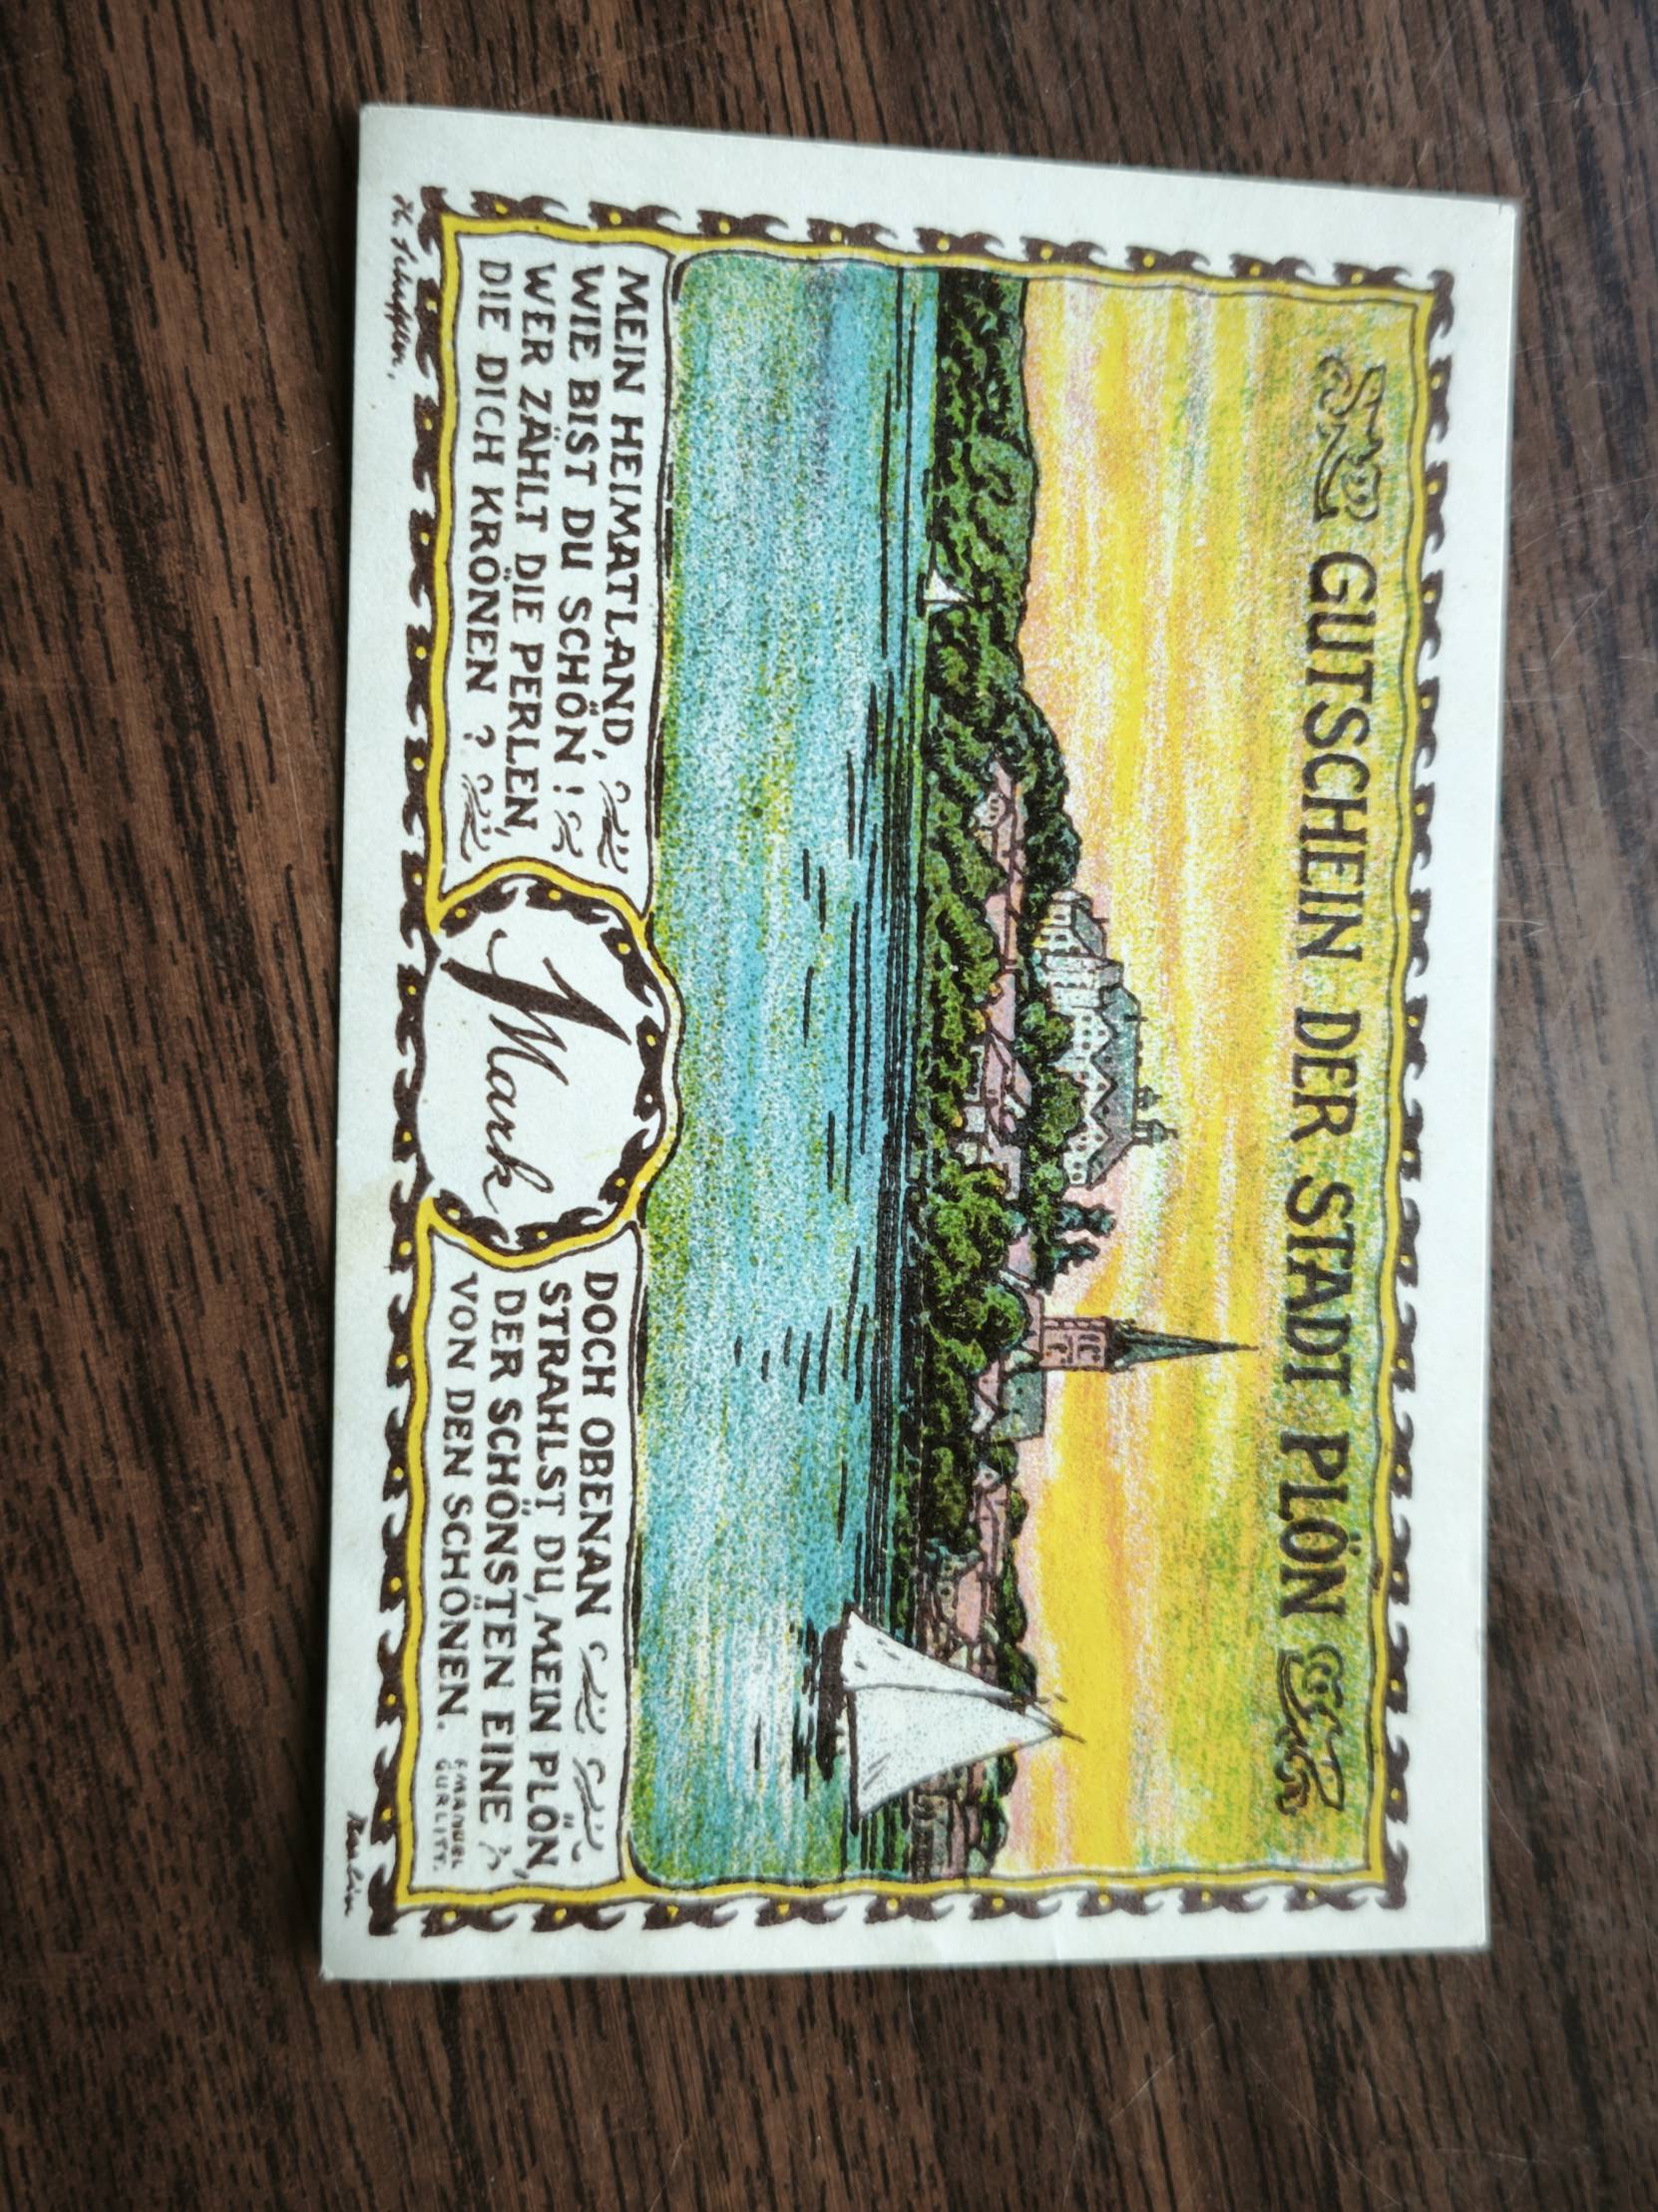 GUTSCHEIN DER STADT PLÖN
MEIN HEIMATLAND,
WIE BIST DU SCHÖN!
WER ZÄHLT DIE PERLEN,
DIE DICH KRÖNEN?
1
Mark
DOCH OBENAN
STRAHLST DU, MEIN PLÖN,
DER SCHÖNSTEN EINE
VON DEN SCHÖNEN.
EMANUEL
GURLITT.